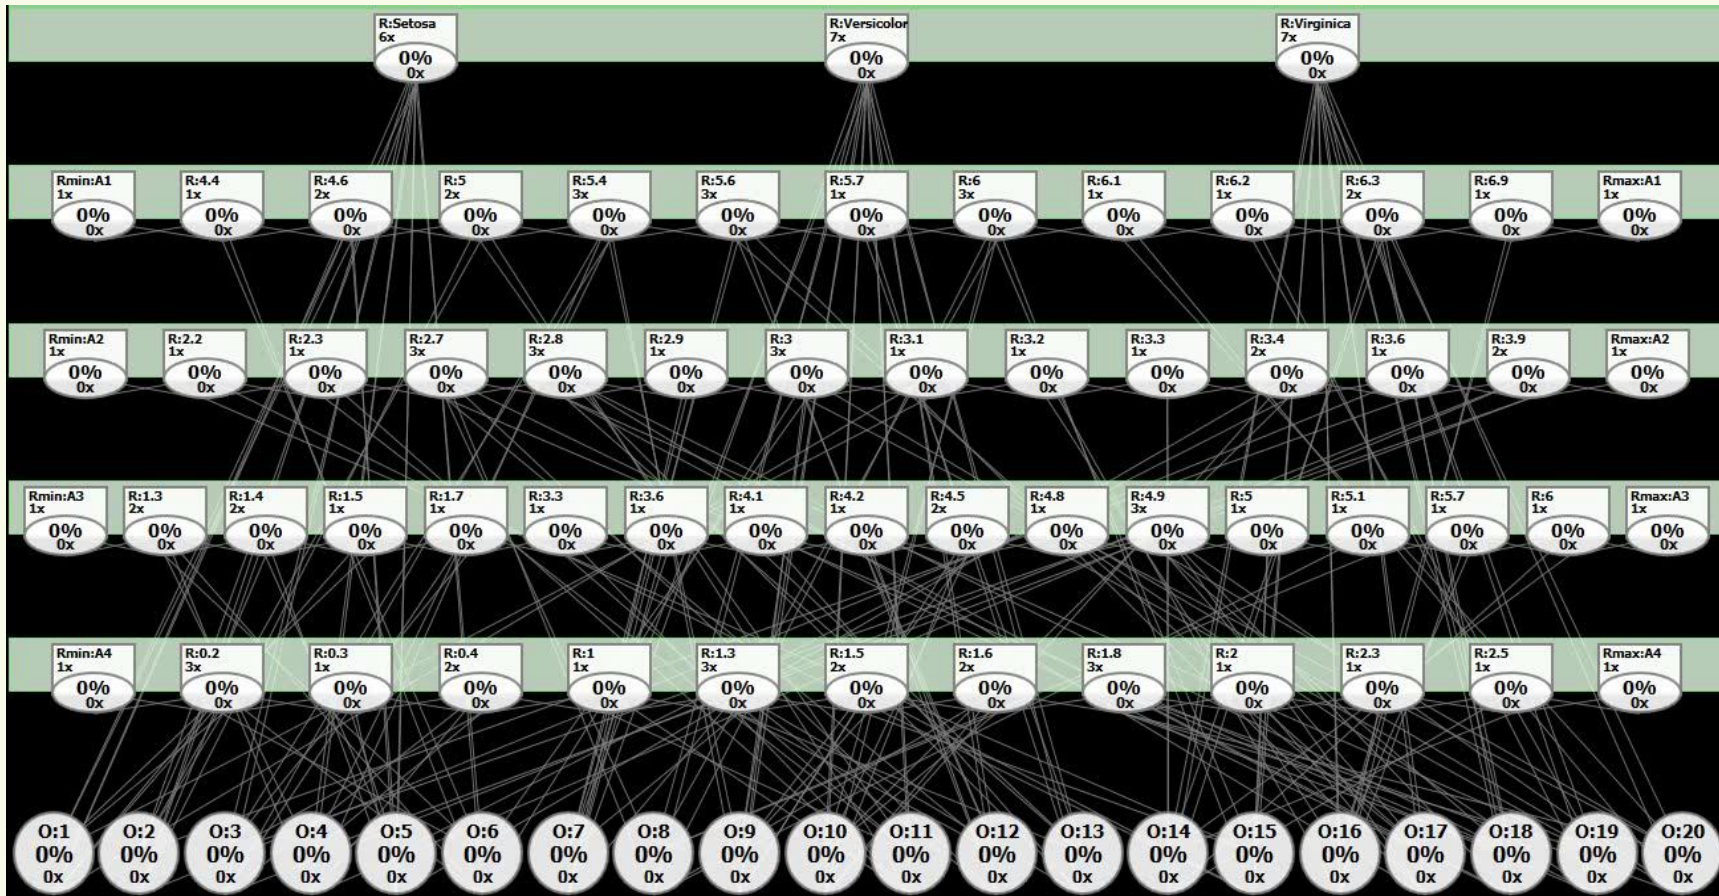 R:Setosa R:Versicolor R:Virginica
6x 7x 7x
0% 0% 0%
0x 0x 0x
Rmin:A1 R:4.4 R:4.6 R:5 R:5.4 R:5.6 R:5.7 R:6 R:6.1 R:6.2 R:6.3 R:6.9 Rmax:A1
1x 1x 2x 2x 3x 3x 1x 3x 1x 1x 2x 1x 1x
0% 0% 0% 0% 0% 0% 0% 0% 0% 0% 0% 0% 0%
0x 0x 0x 0x 0x 0x 0x 0x 0x 0x 0x 0x 0x
Rmin:A2 R:2.2 R:2.3 R:2.7 R:2.8 R:2.9 R:3 R:3.1 R:3.2 R:3.3 R:3.4 R:3.6 R:3.9 Rmax:A2
1x 1x 1x 3x 3x 1x 3x 1x 1x 1x 2x 1x 2x 1x
0% 0% 0% 0% 0% 0% 0% 0% 0% 0% 0% 0% 0% 0%
0x 0x 0x 0x 0x 0x 0x 0x 0x 0x 0x 0x 0x 0x
Rmin:A3 R:1.3 R:1.4 R:1.5 R:1.7 R:3.3 R:3.6 R:4.1 R:4.2 R:4.5 R:4.8 R:4.9 R:5 R:5.1 R:5.7 R:6 Rmax:A3
1x 2x 2x 1x 1x 1x 1x 1x 1x 2x 1x 3x 1x 1x 1x 1x 1x
0% 0% 0% 0% 0% 0% 0% 0% 0% 0% 0% 0% 0% 0% 0% 0% 0%
0x 0x 0x 0x 0x 0x 0x 0x 0x 0x 0x 0x 0x 0x 0x 0x 0x
Rmin:A4 R:0.2 R:0.3 R:0.4 R:1 R:1.3 R:1.5 R:1.6 R:1.8 R:2 R:2.3 R:2.5 Rmax:A4
1x 3x 1x 2x 1x 3x 2x 2x 3x 1x 1x 1x 1x
0% 0% 0% 0% 0% 0% 0% 0% 0% 0% 0% 0% 0%
0x 0x 0x 0x 0x 0x 0x 0x 0x 0x 0x 0x 0x
O:1 O:2 O:3 O:4 O:5 O:6 O:7 O:8 O:9 O:10 O:11 O:12 O:13 O:14 O:15 O:16 O:17 O:18 O:19 O:20
0% 0% 0% 0% 0% 0% 0% 0% 0% 0% 0% 0% 0% 0% 0% 0% 0% 0% 0% 0%
0x 0x 0x 0x 0x 0x 0x 0x 0x 0x 0x 0x 0x 0x 0x 0x 0x 0x 0x 0x